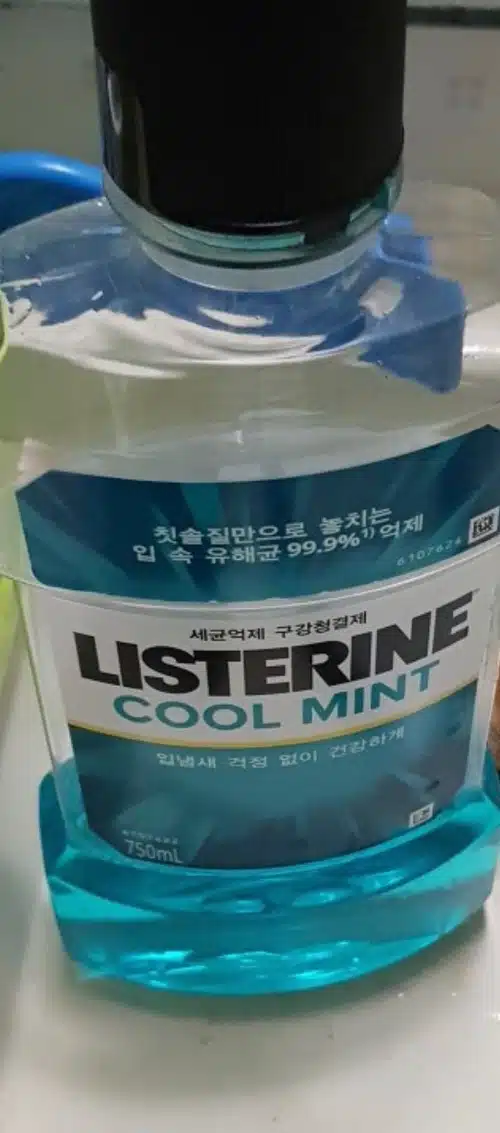 칫솔질만으로 놓치는
입 속 유해균 99.9%¹⁾ 억제
6107626
세균억제 구강청결제
LISTERINE
COOL MINT
입냄새 걱정 없이 건강하게
750mL